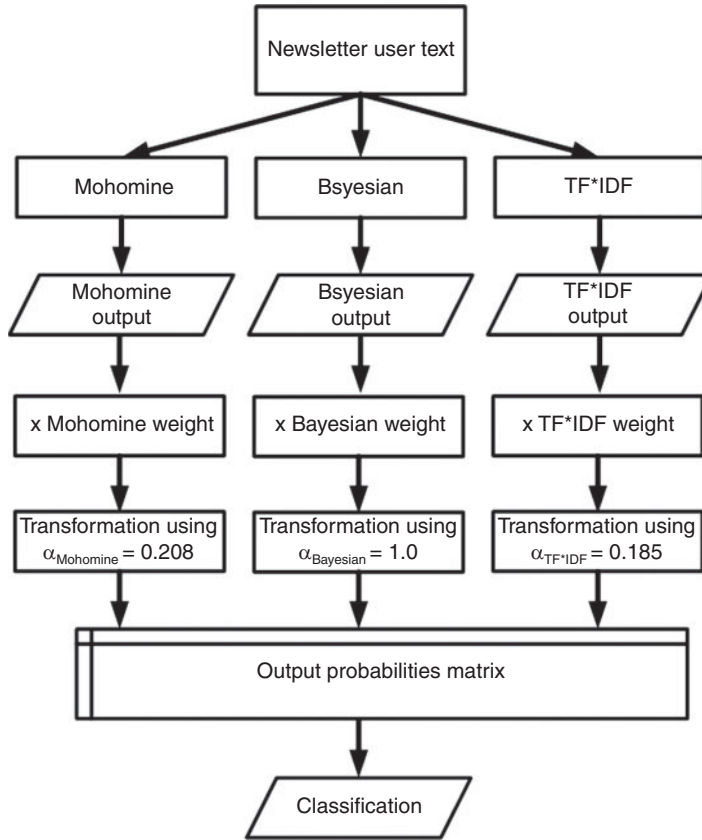 Newsletter user text
Mohomine
Bsyesian
TF*IDF
Mohomine
output
Bsyesian
output
TF*IDF
output
x Mohomine weight
x Bayesian weight
x TF*IDF weight
Transformation using
αMohomine = 0.208
Transformation using
αBayesian = 1.0
Transformation using
αTF*IDF = 0.185
Output probabilities matrix
Classification